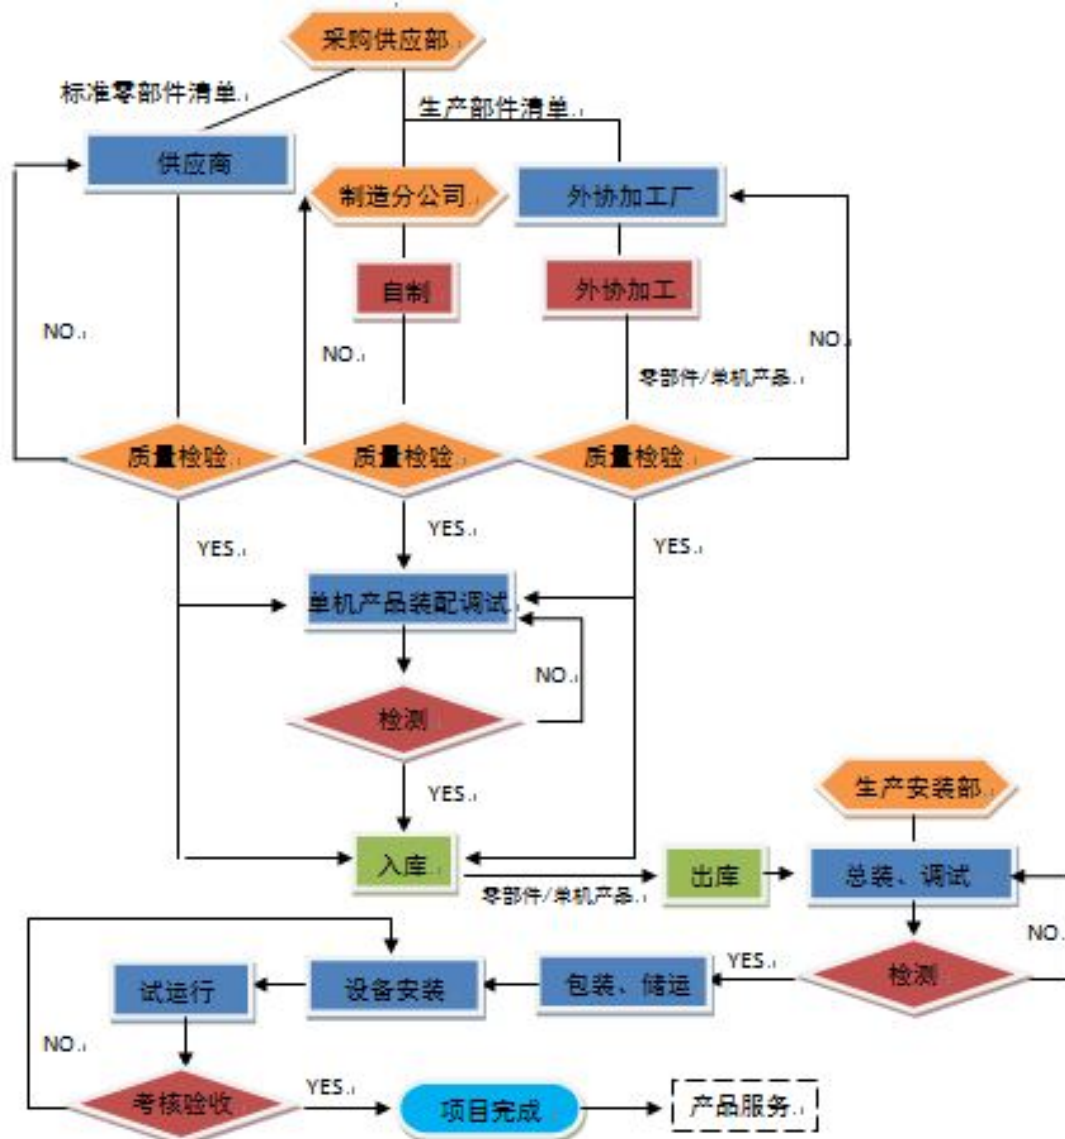 采购供应部
标准零部件清单
生产部件清单
供应商
制造分公司
外协加工厂
自制
外协加工
NO.
NO.
NO.
零部件/单机产品
质量检验
质量检验
质量检验
YES.
YES.
YES.
单机产品装配调试
NO.
检测
YES.
生产安装部
入库
出库
总装、调试
零部件/单机产品
NO.
YES.
检测
试运行
设备安装
包装、储运
NO.
YES.
考核验收
项目完成
产品服务